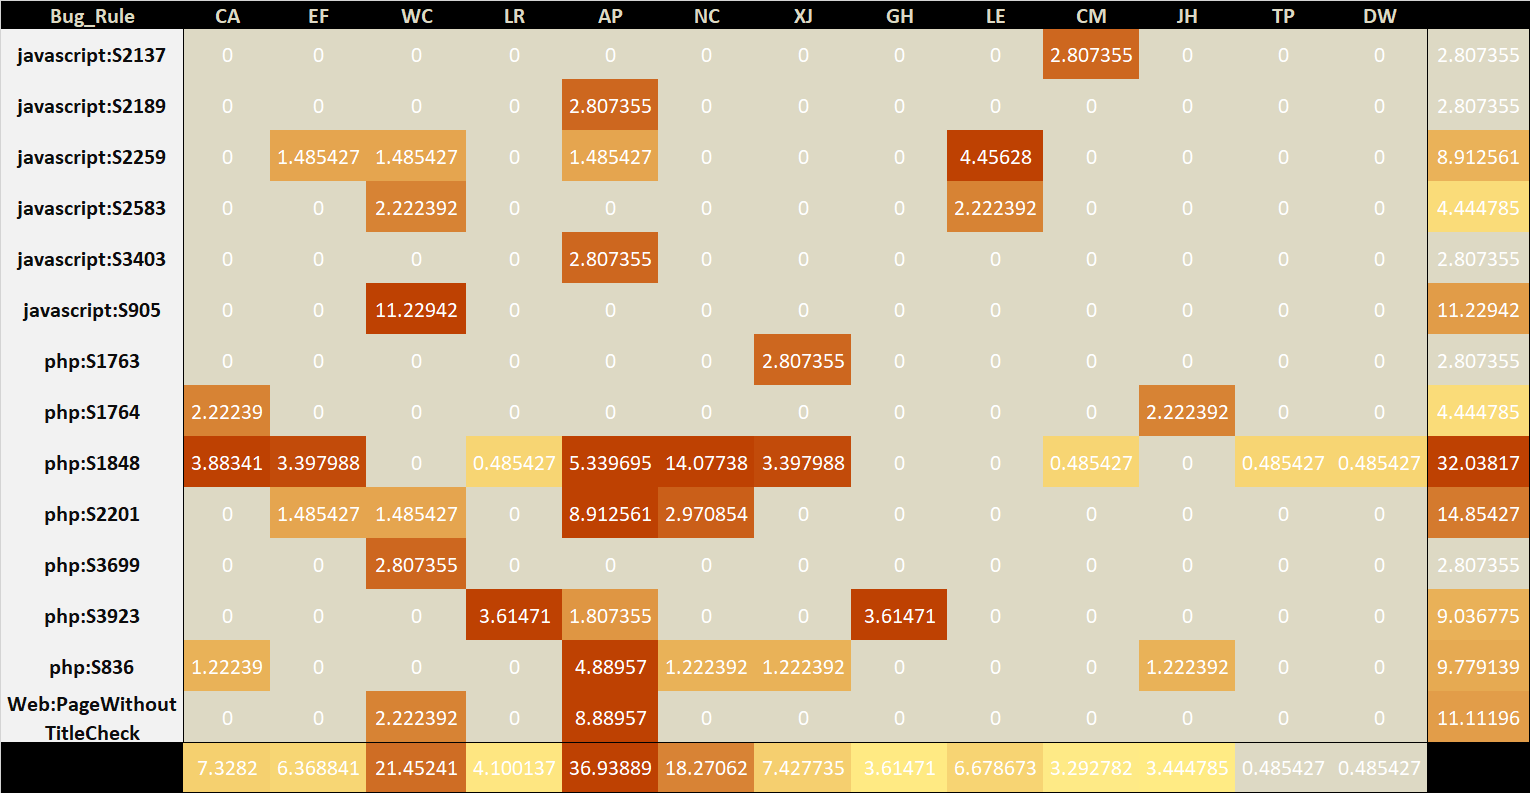 Bug_Rule CA EF WC LR AP NC XJ GH LE CM JH TP DW
javascript:S2137 0 0 0 0 0 0 0 0 0 2.807355 0 0 0 2.807355
javascript:S2189 0 0 0 0 2.807355 0 0 0 0 0 0 0 0 2.807355
javascript:S2259 0 1.485427 1.485427 0 1.485427 0 0 0 4.45628 0 0 0 0 8.912561
javascript:S2583 0 0 2.222392 0 0 0 0 0 2.222392 0 0 0 0 4.444785
javascript:S3403 0 0 0 0 2.807355 0 0 0 0 0 0 0 0 2.807355
javascript:S905 0 0 11.22942 0 0 0 0 0 0 0 0 0 0 11.22942
php:S1763 0 0 0 0 0 0 2.807355 0 0 0 0 0 0 2.807355
php:S1764 2.22239 0 0 0 0 0 0 0 0 0 2.222392 0 0 4.444785
php:S1848 3.88341 3.397988 0 0.485427 5.339695 14.07738 3.397988 0 0 0.485427 0 0.485427 0.485427 32.03817
php:S2201 0 1.485427 1.485427 0 8.912561 2.970854 0 0 0 0 0 0 0 14.85427
php:S3699 0 0 2.807355 0 0 0 0 0 0 0 0 0 0 2.807355
php:S3923 0 0 0 3.61471 1.807355 0 0 3.61471 0 0 0 0 0 9.036775
php:S836 1.22239 0 0 0 4.88957 1.222392 1.222392 0 0 0 1.222392 0 0 9.779139
Web:PageWithout
TitleCheck 0 0 2.222392 0 8.88957 0 0 0 0 0 0 0 0 11.11196
7.3282 6.368841 21.45241 4.100137 36.93889 18.27062 7.427735 3.61471 6.678673 3.292782 3.444785 0.485427 0.485427